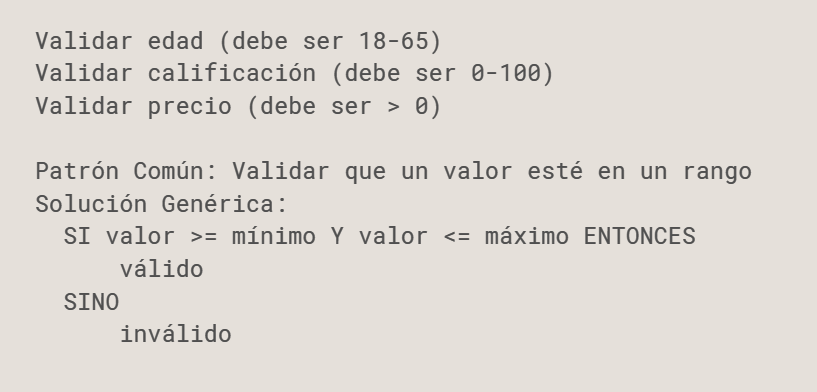 Validar edad (debe ser 18-65)
Validar calificación (debe ser 0-100)
Validar precio (debe ser > 0)

Patrón Común: Validar que un valor esté en un rango
Solución Genérica:
  SI valor >= mínimo Y valor <= máximo ENTONCES
      válido
  SINO
      inválido